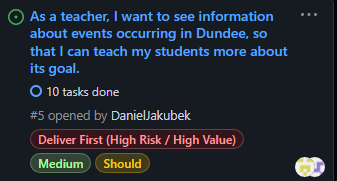 As a teacher, I want to see information
about events occurring in Dundee, so
that I can teach my students more about
its goal.
10 tasks done
#5 opened by DanielJakubek
Deliver First (High Risk / High Value)
Medium Should